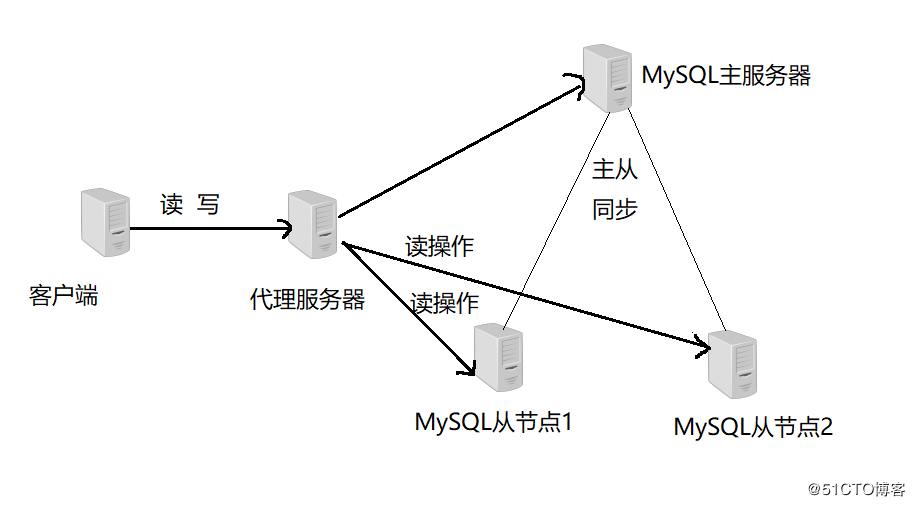 MySQL主服务器
主从
同步
读 写
读操作
读操作
客户端
代理服务器
MySQL从节点1
MySQL从节点2
@51CTO博客